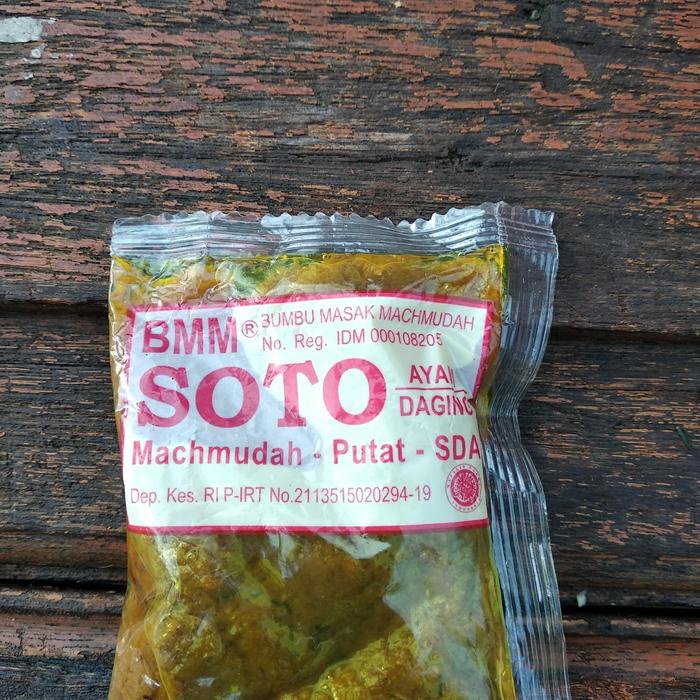 BMM® BUMBU MASAK MACHMUDAH
No. Reg. IDM 000108205
SOTO AYAM
DAGING
Machmudah - Putat - SDA
Dep. Kes. RI P-IRT No.2113515020294-19